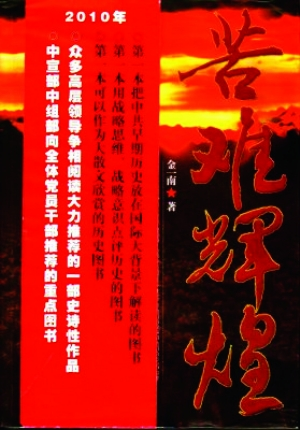 2010年
苦难辉煌
金一南★著
第一本把中共早期历史放在国际大背景下解读的图书
第一本用战略思维、战略意识点评历史的图书
第一本可以作为大散文欣赏的历史图书
◎众多高层领导争相阅读大力推荐的一部史诗性作品
◎中宣部中组部向全体党员干部推荐的重点图书